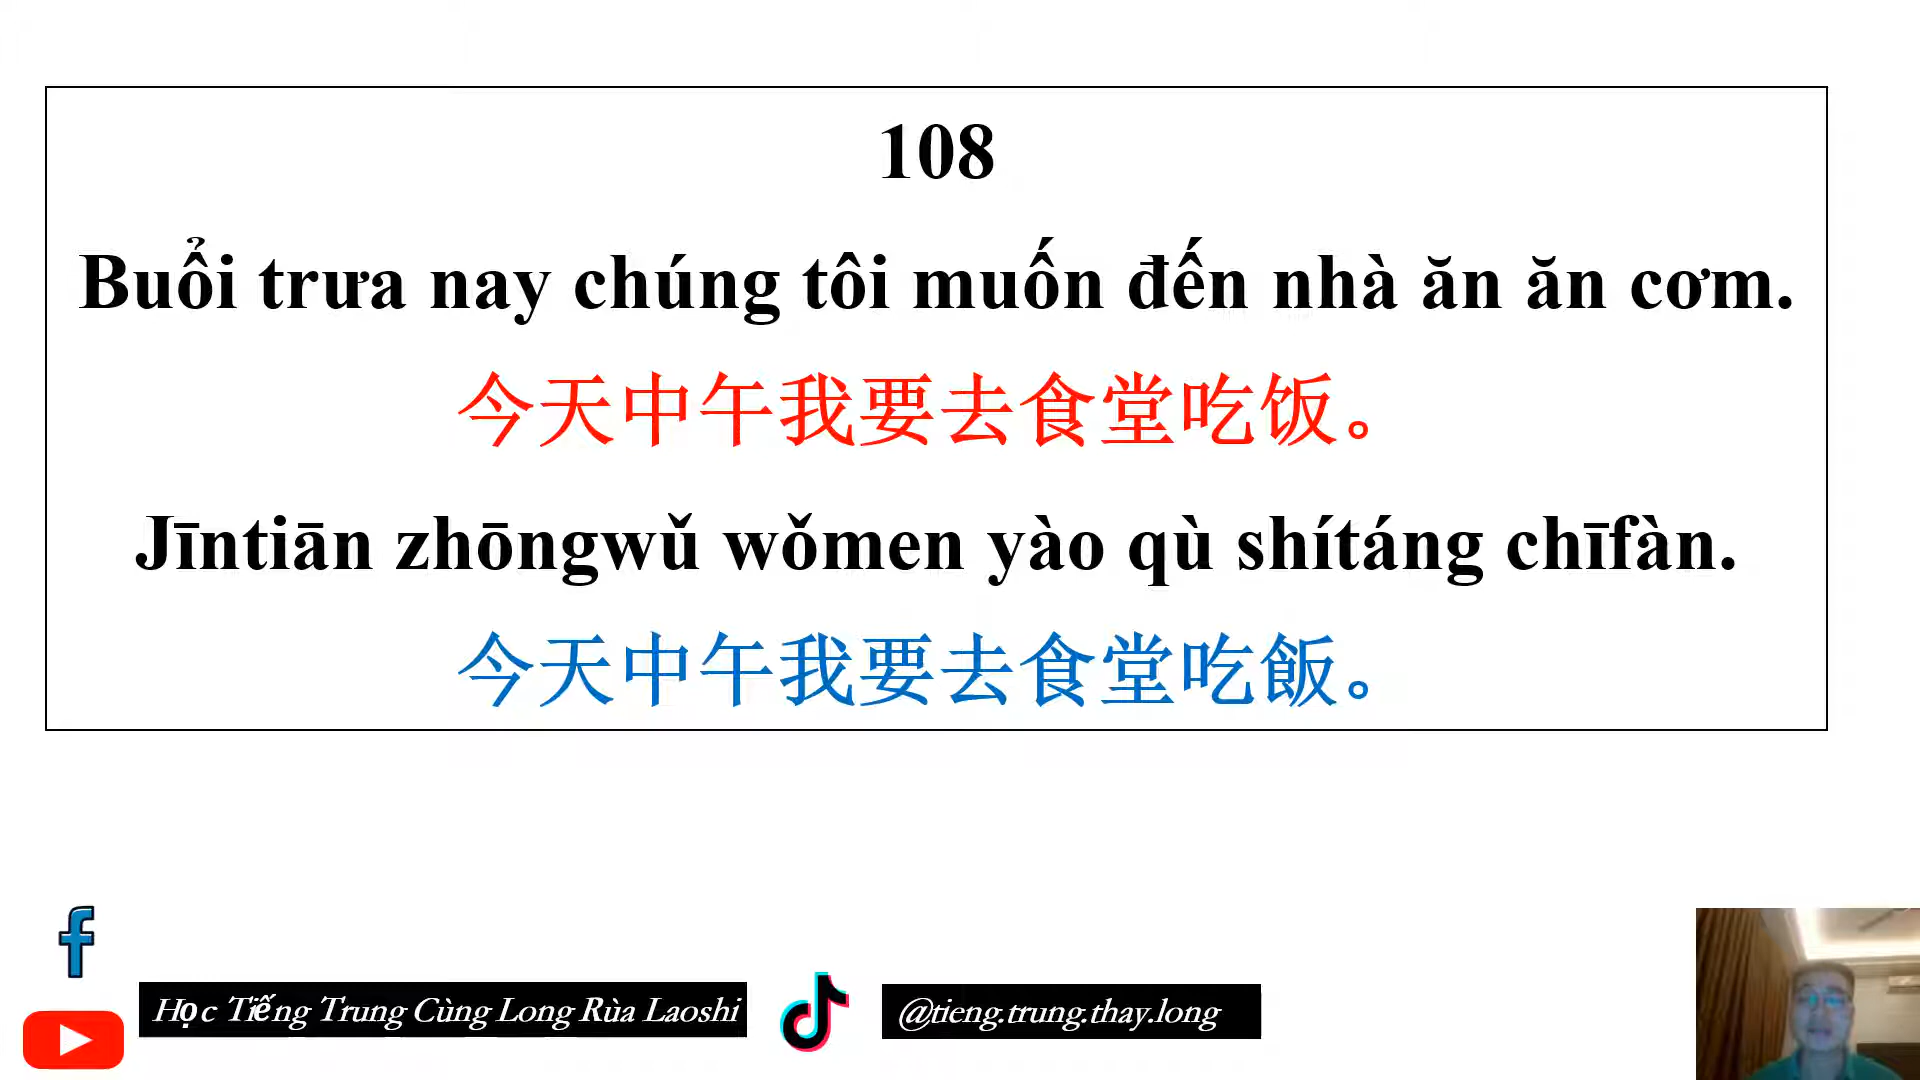 108
Buổi trưa nay chúng tôi muốn đến nhà ăn ăn cơm.
今天中午我要去食堂吃饭。
Jīntiān zhōngwǔ wǒmen yào qù shítáng chīfàn.
今天中午我要去食堂吃飯。
Học Tiếng Trung Cùng Long Rùa Laoshi
@tieng.trung.thay.long